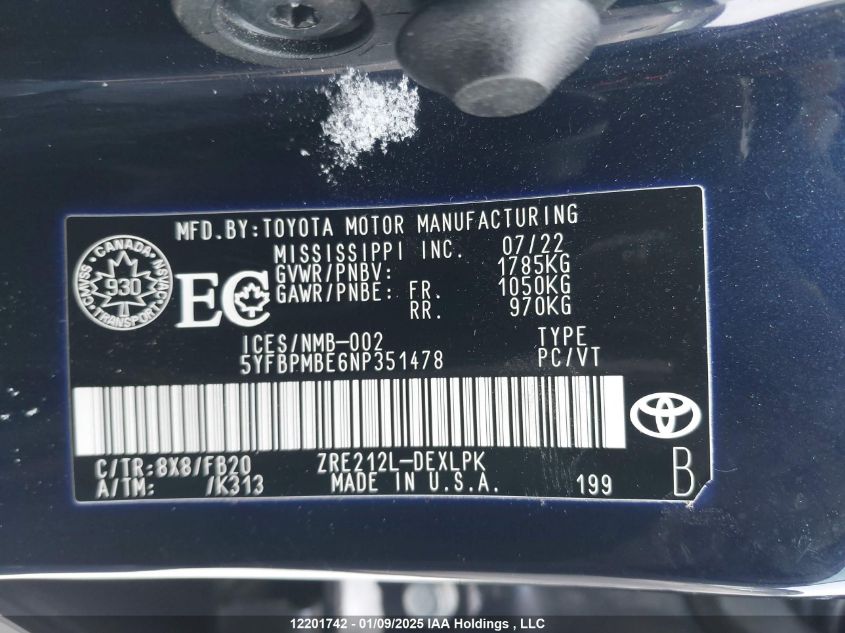 MFD.BY:TOYOTA MOTOR MANUFACTURING
MISSISSIPPI INC. 07/22
GVWR/PNBV: 1785KG
GAWR/PNBE: FR. 1050KG
RR. 970KG
CANADA
930
TRANSPORT
EC
ICES/NMB-002 TYPE
5YFBPMBE6NP351478 PC/VT
C/TR:8X8/FB20 ZRE212L-DEXLPK
A/TM: /K313 MADE IN U.S.A. 199 B
12201742 - 01/09/2025 IAA Holdings , LLC